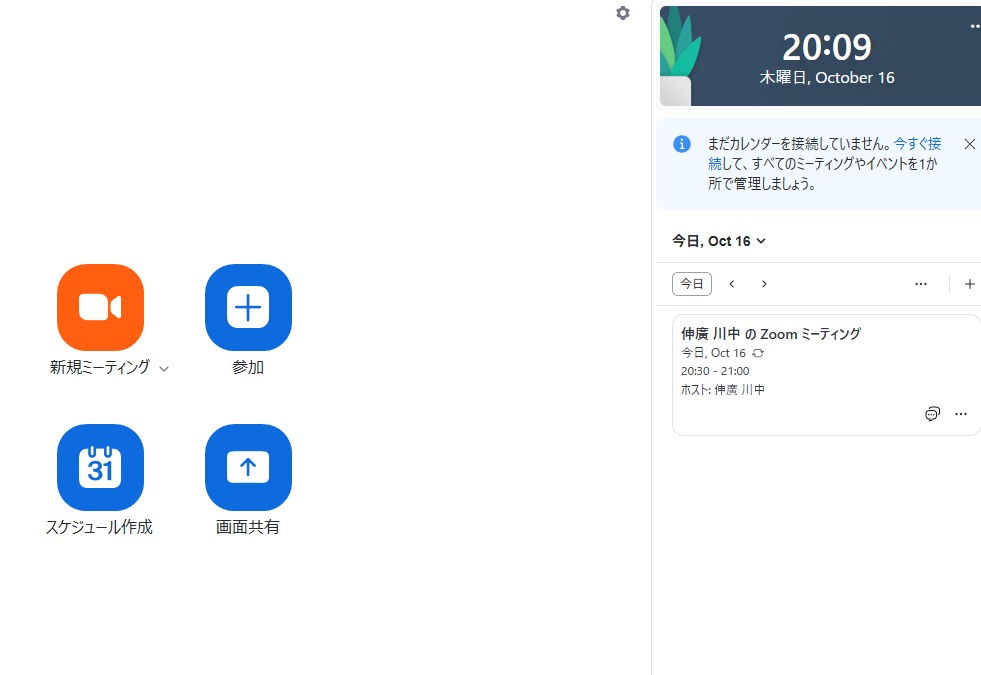 20:09
木曜日, October 16
まだカレンダーを接続していません。今すぐ接
続して、すべてのミーティングやイベントを1か
所で管理しましょう。
今日, Oct 16
今日
伸廣 川中 の Zoom ミーティング
今日, Oct 16
20:30 - 21:00
ホスト: 伸廣 川中
新規ミーティング
参加
31
スケジュール作成
画面共有